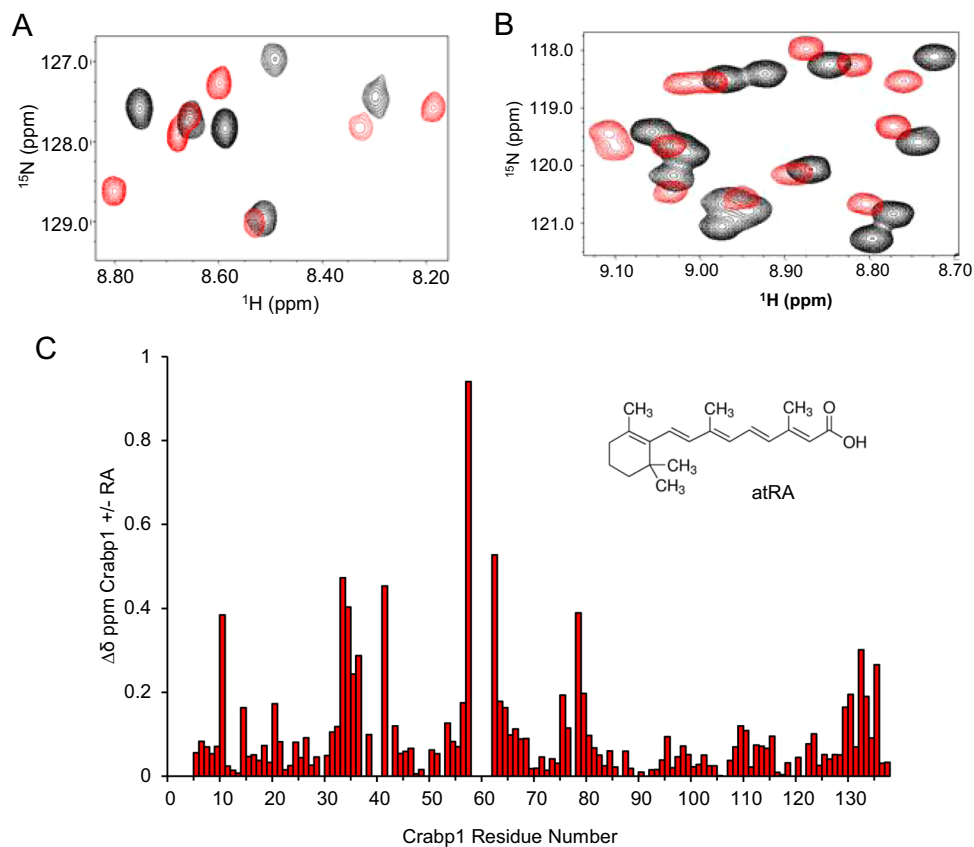 A
127.0
128.0
129.0
¹⁵N (ppm)
8.80 8.60 8.40 8.20
¹H (ppm)
B
118.0
119.0
120.0
121.0
¹⁵N (ppm)
9.10 9.00 8.90 8.80 8.70
¹H (ppm)
C
1
0.8
0.6
0.4
0.2
0
Δδ ppm Crabp1 +/- RA
CH₃ CH₃ CH₃ O
OH
CH₃
CH₃
atRA
0 10 20 30 40 50 60 70 80 90 100 110 120 130
Crabp1 Residue Number